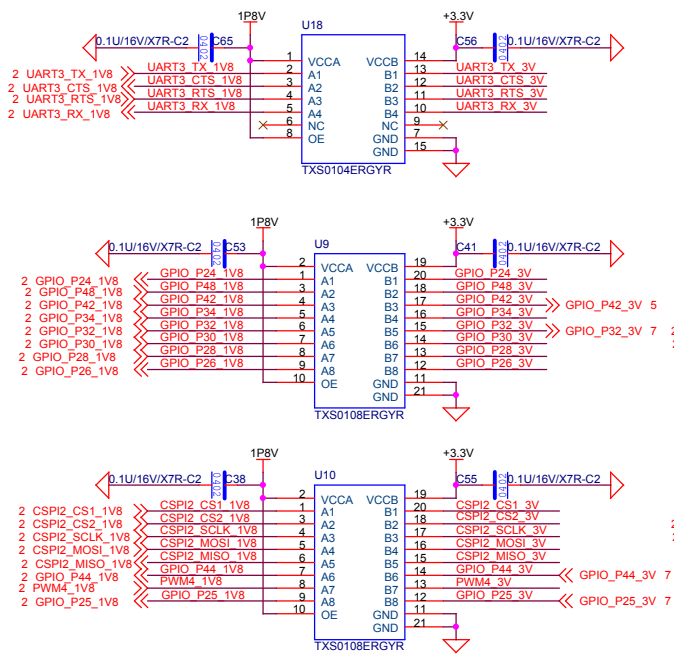 1P8V +3.3V
U18
0.1U/16V/X7R-C2 0402 C65 C56 0402 0.1U/16V/X7R-C2
1 VCCA VCCB 14
2 UART3_TX_1V8 UART3_TX_1V8 2 A1 B1 13 UART3_TX_3V
2 UART3_CTS_1V8 UART3_CTS_1V8 3 A2 B2 12 UART3_CTS_3V
2 UART3_RTS_1V8 UART3_RTS_1V8 4 A3 B3 11 UART3_RTS_3V
2 UART3_RX_1V8 UART3_RX_1V8 5 A4 B4 10 UART3_RX_3V
6 NC NC 9
8 OE GND 7
GND 15
TXS0104ERGYR
1P8V +3.3V
0.1U/16V/X7R-C2 0402 C53 U9 C41 0402 0.1U/16V/X7R-C2
2 VCCA VCCB 19
2 GPIO_P24_1V8 GPIO_P24_1V8 1 A1 B1 20 GPIO_P24_3V
2 GPIO_P48_1V8 GPIO_P48_1V8 3 A2 B2 18 GPIO_P48_3V
2 GPIO_P42_1V8 GPIO_P42_1V8 4 A3 B3 17 GPIO_P42_3V GPIO_P42_3V 5
2 GPIO_P34_1V8 GPIO_P34_1V8 5 A4 B4 16 GPIO_P34_3V
2 GPIO_P32_1V8 GPIO_P32_1V8 6 A5 B5 15 GPIO_P32_3V GPIO_P32_3V 7 2
2 GPIO_P30_1V8 GPIO_P30_1V8 7 A6 B6 14 GPIO_P30_3V 2
2 GPIO_P28_1V8 GPIO_P28_1V8 8 A7 B7 13 GPIO_P28_3V
2 GPIO_P26_1V8 GPIO_P26_1V8 9 A8 B8 12 GPIO_P26_3V
10 OE GND 11
GND 21
TXS0108ERGYR
1P8V +3.3V
0.1U/16V/X7R-C2 0402 C38 U10 C55 0402 0.1U/16V/X7R-C2
2 VCCA VCCB 19
2 CSPI2_CS1_1V8 CSPI2_CS1_1V8 1 A1 B1 20 CSPI2_CS1_3V
2 CSPI2_CS2_1V8 CSPI2_CS2_1V8 3 A2 B2 18 CSPI2_CS2_3V 2
2 CSPI2_SCLK_1V8 CSPI2_SCLK_1V8 4 A3 B3 17 CSPI2_SCLK_3V 2
2 CSPI2_MOSI_1V8 CSPI2_MOSI_1V8 5 A4 B4 16 CSPI2_MOSI_3V
2 CSPI2_MISO_1V8 CSPI2_MISO_1V8 6 A5 B5 15 CSPI2_MISO_3V
2 GPIO_P44_1V8 GPIO_P44_1V8 7 A6 B6 14 GPIO_P44_3V GPIO_P44_3V 7
2 PWM4_1V8 PWM4_1V8 8 A7 B7 13 PWM4_3V
2 GPIO_P25_1V8 GPIO_P25_1V8 9 A8 B8 12 GPIO_P25_3V GPIO_P25_3V 7
10 OE GND 11
GND 21
TXS0108ERGYR